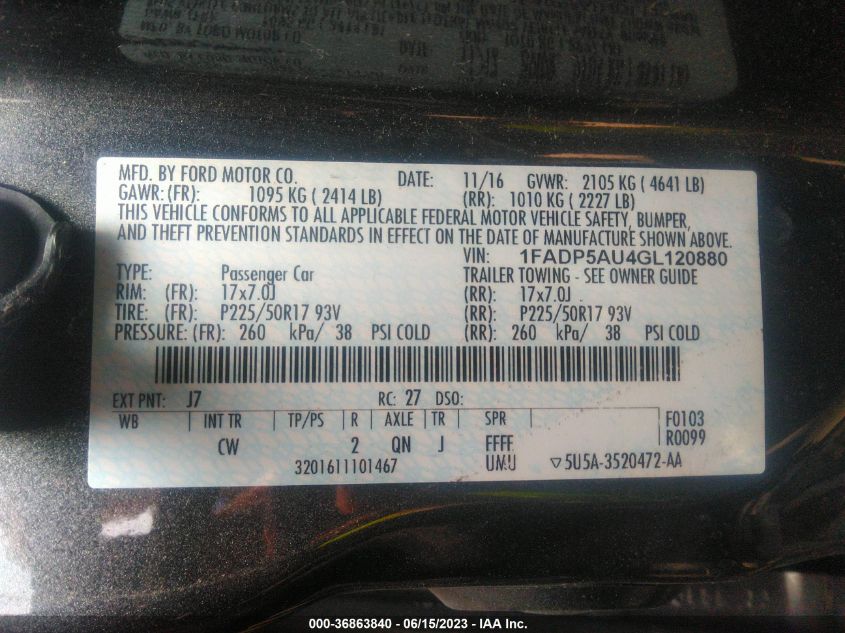 MFD. BY FORD MOTOR CO. DATE: 11/16 GVWR: 2105 KG ( 4641 LB)
GAWR: (FR): 1095 KG ( 2414 LB) (RR): 1010 KG ( 2227 LB)
THIS VEHICLE CONFORMS TO ALL APPLICABLE FEDERAL MOTOR VEHICLE SAFETY, BUMPER,
AND THEFT PREVENTION STANDARDS IN EFFECT ON THE DATE OF MANUFACTURE SHOWN ABOVE.
VIN: 1FADP5AU4GL120880
TYPE: Passenger Car TRAILER TOWING - SEE OWNER GUIDE
RIM: (FR): 17x7.0J (RR): 17x7.0J
TIRE: (FR): P225/50R17 93V (RR): P225/50R17 93V
PRESSURE: (FR): 260 kPa/ 38 PSI COLD (RR): 260 kPa/ 38 PSI COLD
EXT PNT: J7 RC: 27 DSO:
WB INT TR TP/PS R AXLE TR SPR F0103
CW 2 QN J FFFF R0099
3201611101467 UMU ▽5U5A-3520472-AA
000-36863840 - 06/15/2023 - IAA Inc.